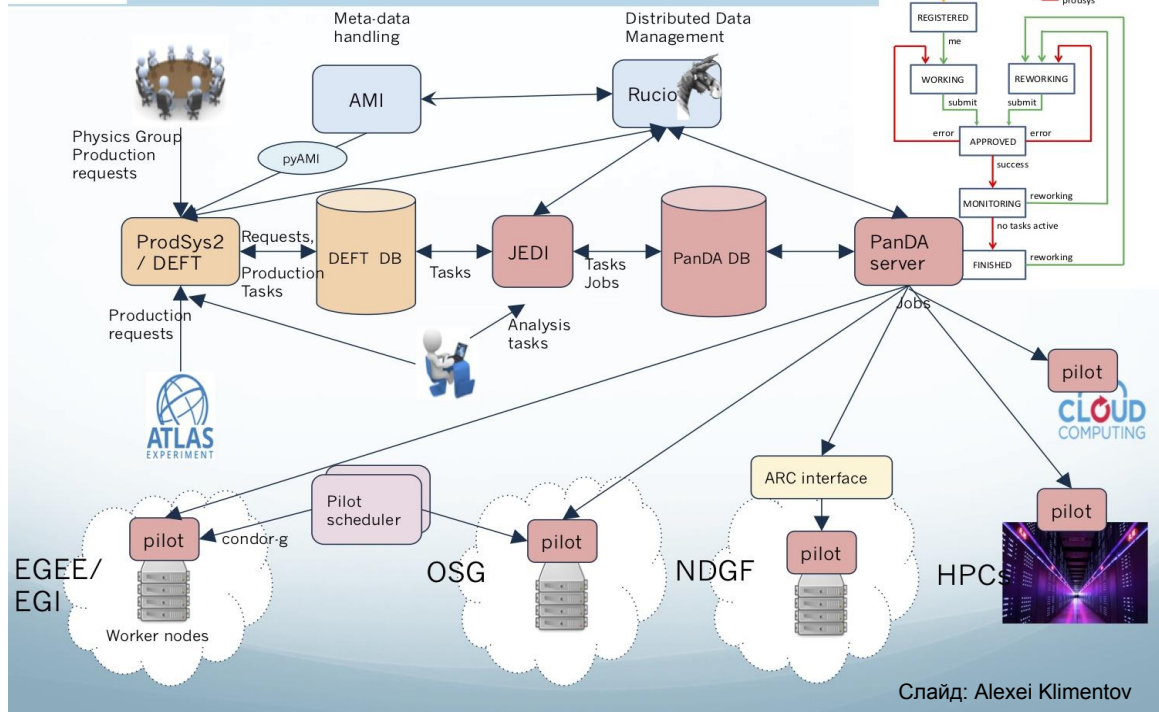 Meta-data
handling
Distributed Data
Management
prodsys
REGISTERED
me
WORKING
REWORKING
submit
submit
error
error
APPROVED
success
MONITORING
reworking
no tasks active
FINISHED
reworking
AMI
Rucio
Physics Group
Production
requests
pyAMI
ProdSys2
/ DEFT
Requests,
Production
Tasks
DEFT DB
Tasks
JEDI
Tasks
Jobs
PanDA DB
PanDA
server
Jobs
Production
requests
Analysis
tasks
ATLAS
EXPERIMENT
pilot
CLOUD
COMPUTING
Pilot
scheduler
ARC interface
pilot
pilot
condor-g
pilot
pilot
EGEE/
EGI
OSG
NDGF
HPCs
Worker nodes
Слайд: Alexei Klimentov